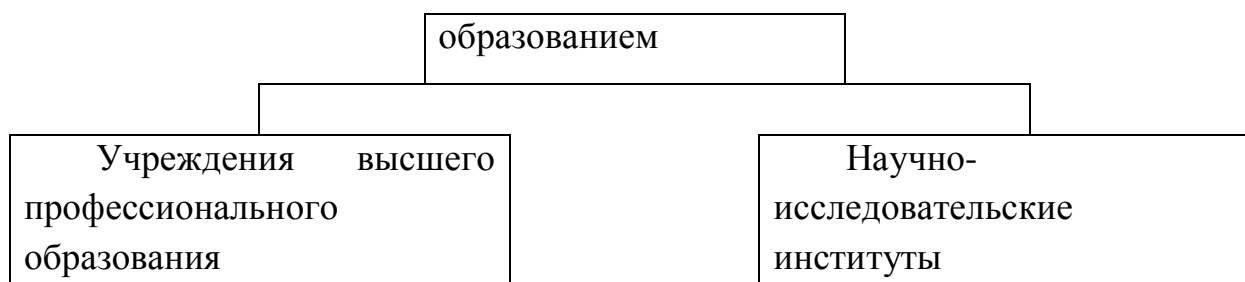 образованием
Учреждения высшего
профессионального
образования
Научно-
исследовательские
институты